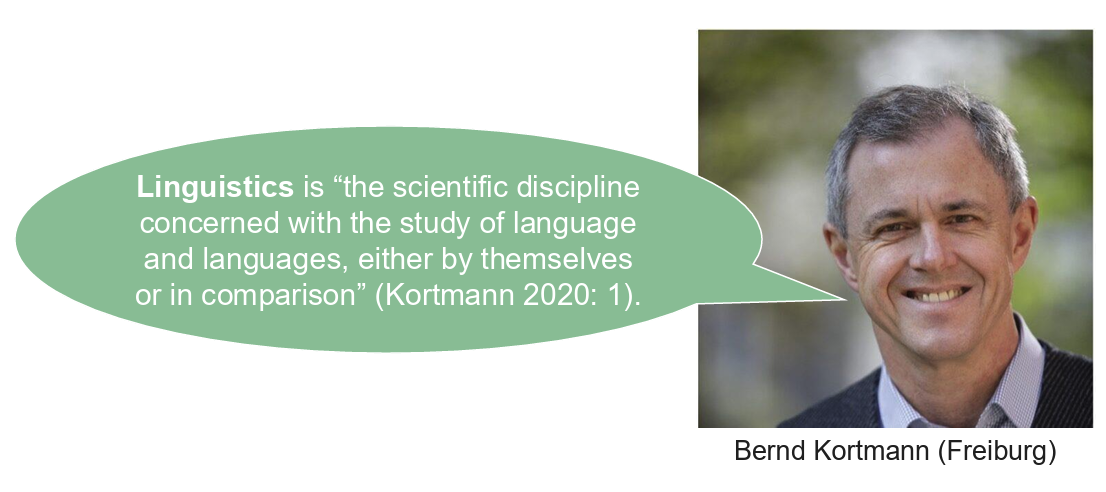 Linguistics is “the scientific discipline
concerned with the study of language
and languages, either by themselves
or in comparison” (Kortmann 2020: 1).
Bernd Kortmann (Freiburg)